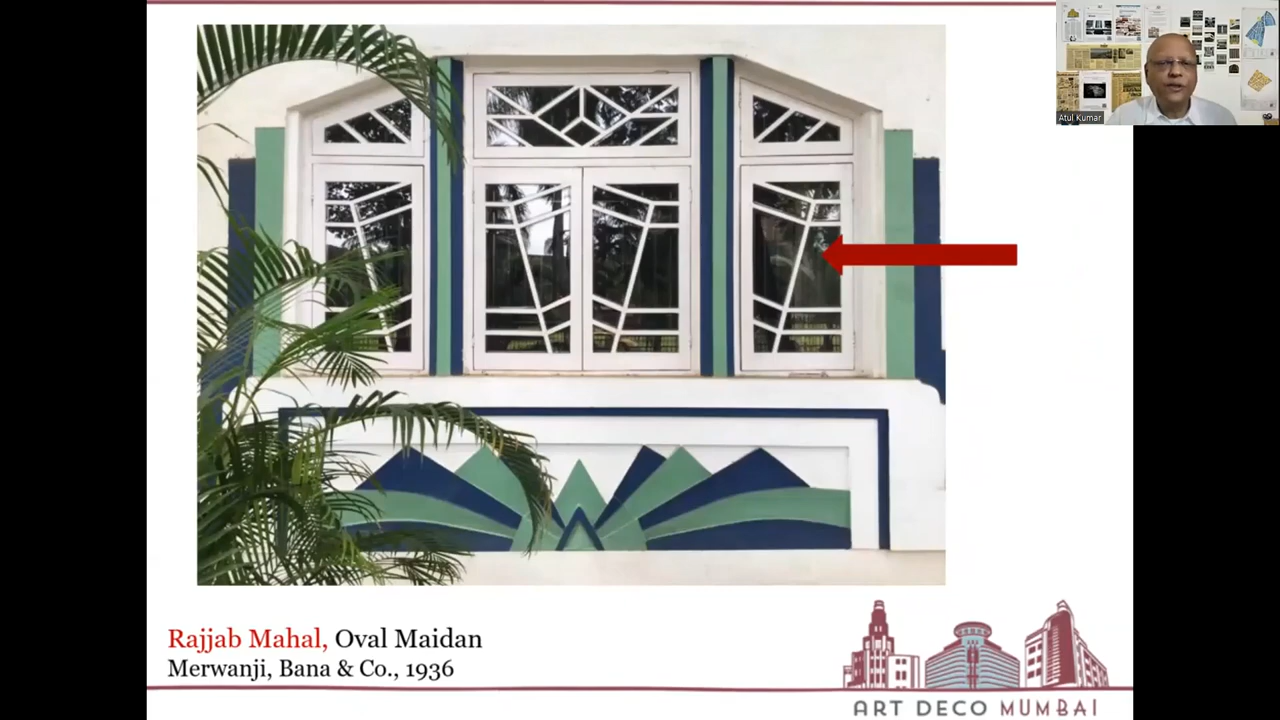 Atul Kumar
Rajjab Mahal, Oval Maidan
Merwanji, Bana & Co., 1936
ART DECO MUMBAI